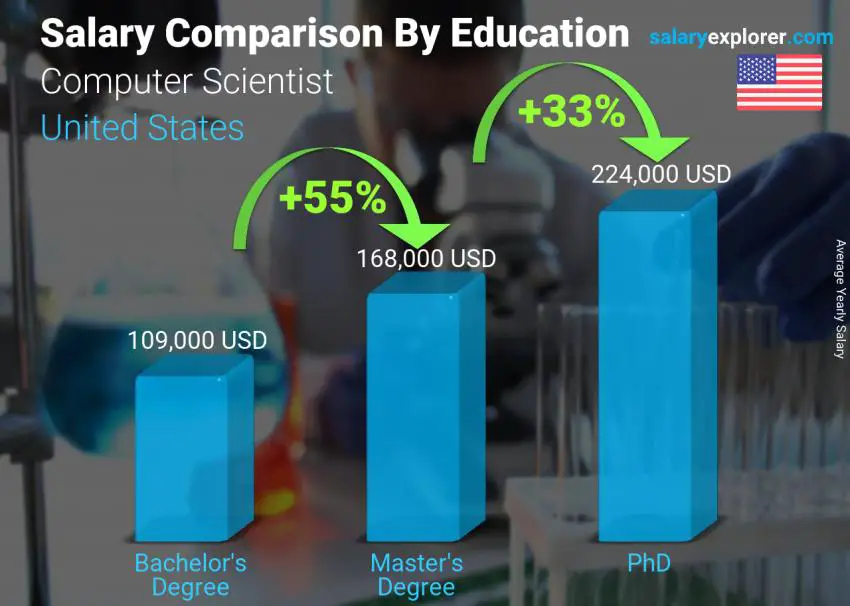 Salary Comparison By Education
salaryexplorer.com
Computer Scientist
United States
+55%
+33%
109,000 USD
168,000 USD
224,000 USD
Average Yearly Salary
Bachelor's
Degree
Master's
Degree
PhD